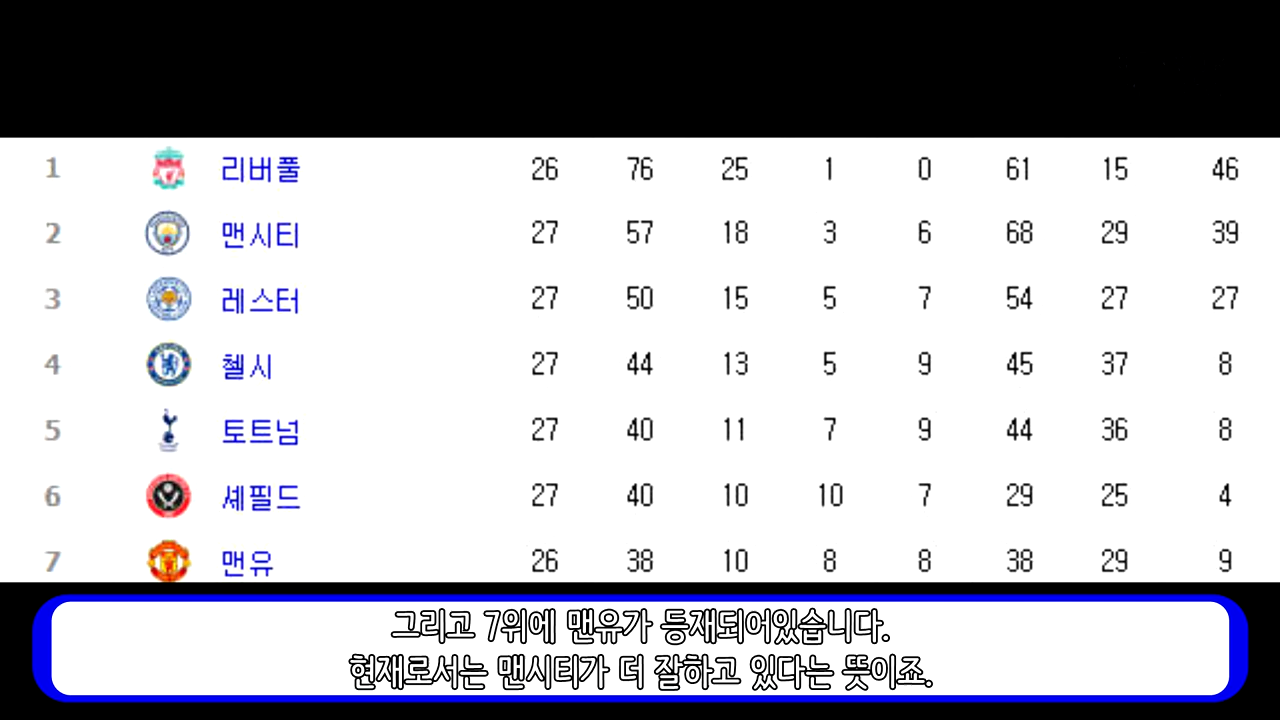 1 리버풀 26 76 25 1 0 61 15 46
2 맨시티 27 57 18 3 6 68 29 39
3 레스터 27 50 15 5 7 54 27 27
4 첼시 27 44 13 5 9 45 37 8
5 토트넘 27 40 11 7 9 44 36 8
6 셰필드 27 40 10 10 7 29 25 4
7 맨유 26 38 10 8 8 38 29 9
그리고 7위에 맨유가 등재되어있습니다.
현재로서는 맨시티가 더 잘하고 있다는 뜻이죠.